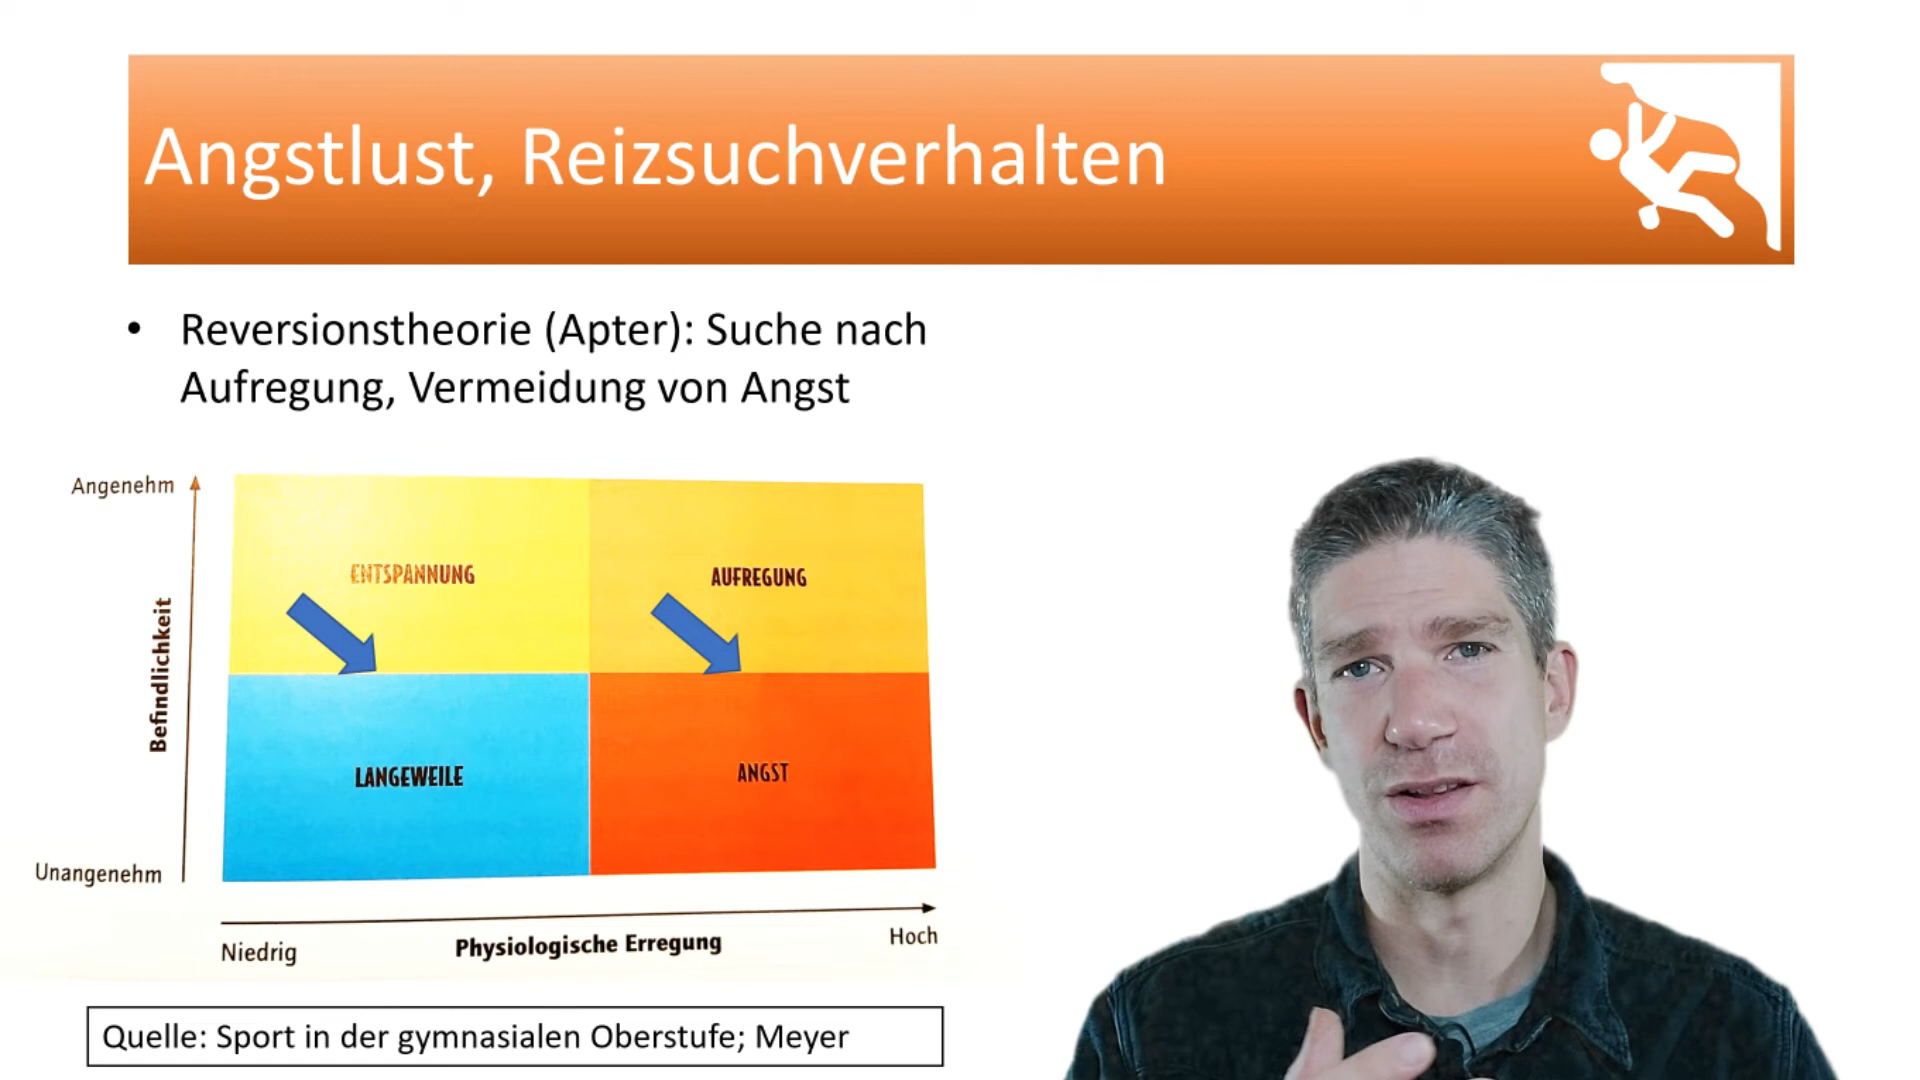 Angstlust, Reizsuchverhalten
• Reversionstheorie (Apter): Suche nach
Aufregung, Vermeidung von Angst
Angenehm
ENTSPANNUNG
AUFREGUNG
Befindlichkeit
LANGEWEILE
ANGST
Unangenehm
Niedrig
Physiologische Erregung
Hoch
Quelle: Sport in der gymnasialen Oberstufe; Meyer